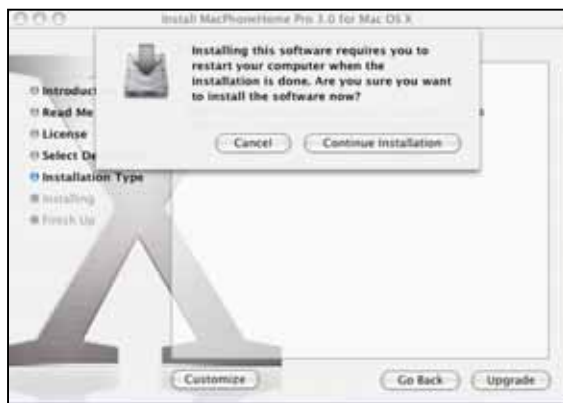 Install MacPhoneHome Pro 3.0 for Mac OS X
Installing this software requires you to
restart your computer when the
installation is done. Are you sure you want
to install the software now?
Cancel
Continue Installation
Introduct
Read Me
License
Select De
Installation Type
Installing
Finish Up
Customize
Go Back
Upgrade